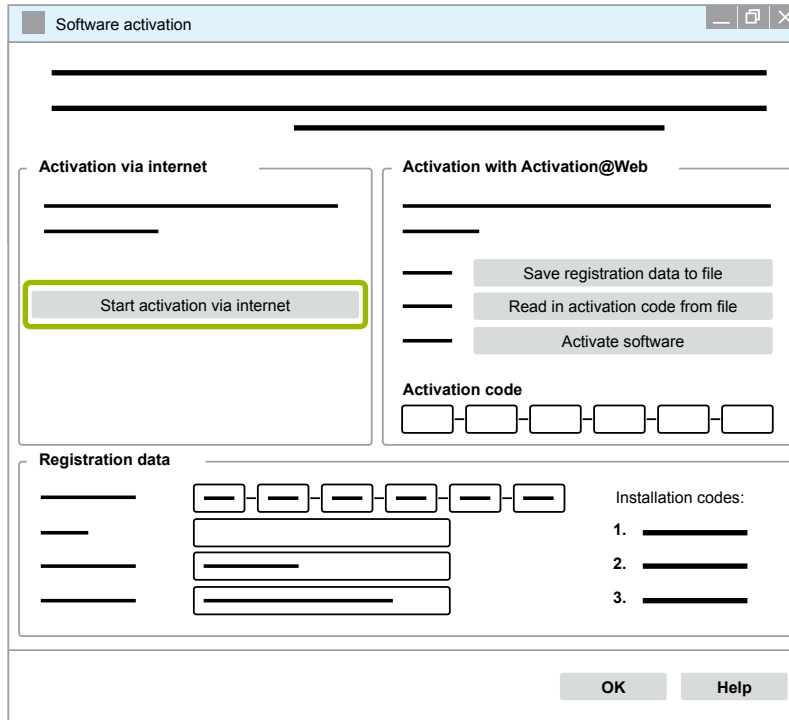 Software activation
Activation via internet
Start activation via internet
Activation with Activation@Web
Save registration data to file
Read in activation code from file
Activate software
Activation code
Registration data
Installation codes:
1.
2.
3.
OK
Help